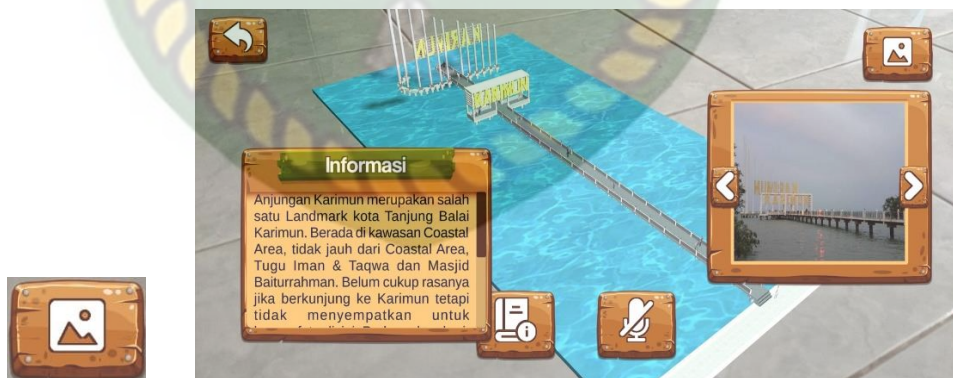 KARIMUN
KARIMUN
Informasi
Anjungan Karimun merupakan salah
satu Landmark kota Tanjung Balai
Karimun. Berada di kawasan Coastal
Area, tidak jauh dari Coastal Area,
Tugu Iman & Taqwa dan Masjid
Baiturrahman. Belum cukup rasanya
jika berkunjung ke Karimun tetapi
tidak menyempatkan untuk